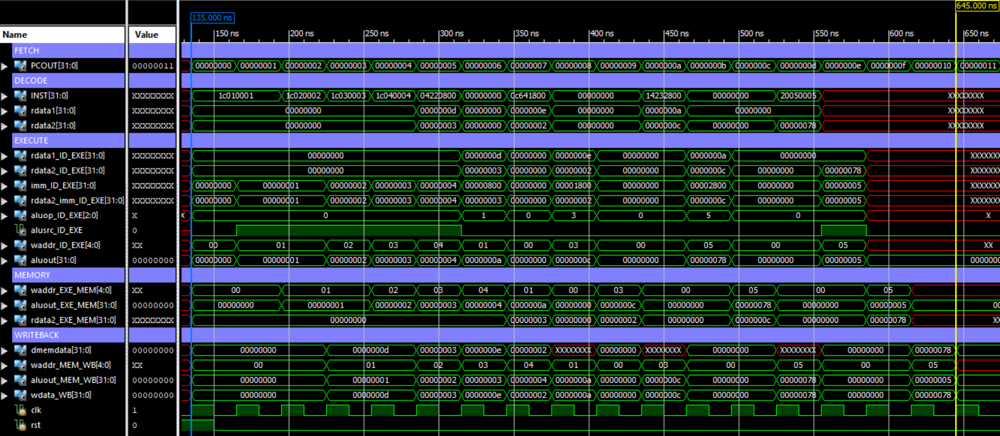 645.000 ns
135.000 ns
Name Value 150 ns 200 ns 250 ns 300 ns 350 ns 400 ns 450 ns 500 ns 550 ns 600 ns 650 ns
FETCH
PCOUT[31:0] 00000011 00000000 00000001 00000002 00000003 00000004 00000005 00000006 00000007 00000008 00000009 0000000a 0000000b 0000000c 0000000d 0000000e 0000000f 00000010 00000011
DECODE
INST[31:0] XXXXXXXX 1c010001 1c020002 1c030003 1c040004 04220800 00000000 0c641800 00000000 14232800 00000000 20050005 XXXXXXXX
rdata1[31:0] XXXXXXXX 00000000 0000000d 00000000 0000000e 00000000 0000000a 00000000 XXXXXXXX
rdata2[31:0] XXXXXXXX 00000000 00000003 00000000 00000002 00000000 0000000c 00000000 00000078 XXXXXXXX
EXECUTE
rdata1_ID_EXE[31:0] XXXXXXXX 00000000 0000000d 00000000 0000000e 00000000 0000000a 00000000 XXXXXXX
rdata2_ID_EXE[31:0] XXXXXXXX 00000000 00000003 00000000 00000002 00000000 0000000c 00000000 00000078 XXXXXXX
imm_ID_EXE[31:0] XXXXXXXX 00000000 00000001 00000002 00000003 00000004 00000800 00000000 00001800 00000000 00002800 00000000 00000005 XXXXXXX
rdata2_imm_ID_EXE[31:0] XXXXXXXX 00000000 00000001 00000002 00000003 00000004 00000003 00000000 00000002 00000000 0000000c 00000000 00000005 XXXXXXX
aluop_ID_EXE[2:0] X X 0 1 0 3 0 5 0 X
alusrc_ID_EXE 0
waddr_ID_EXE[4:0] XX 00 01 02 03 04 01 00 03 00 05 00 05 XX
aluout[31:0] 00000000 00000000 00000001 00000002 00000003 00000004 0000000a 00000000 0000000c 00000000 00000078 00000000 00000005 0000000
MEMORY
waddr_EXE_MEM[4:0] XX 00 01 02 03 04 01 00 03 00 05 00 05
aluout_EXE_MEM[31:0] 00000000 00000000 00000001 00000002 00000003 00000004 0000000a 00000000 0000000c 00000000 00000078 00000000 00000005 00
rdata2_EXE_MEM[31:0] XXXXXXXX 00000000 00000003 00000000 00000002 00000000 0000000c 00000000 00000078 XX
WRITEBACK
dmemdata[31:0] 00000000 00000000 0000000d 00000003 0000000e 00000002 XXXXXXXX 00000000 XXXXXXXX 00000000 XXXXXXXX 00000000 00000078
waddr_MEM_WB[4:0] XX 00 01 02 03 04 01 00 03 00 05 00 05
aluout_MEM_WB[31:0] 00000000 00000000 00000001 00000002 00000003 00000004 0000000a 00000000 0000000c 00000000 00000078 00000000 00000005
wdata_WB[31:0] 00000000 00000000 0000000d 00000003 0000000e 00000002 0000000a 00000000 0000000c 00000000 00000078 00000000 00000078
clk 1
rst 0